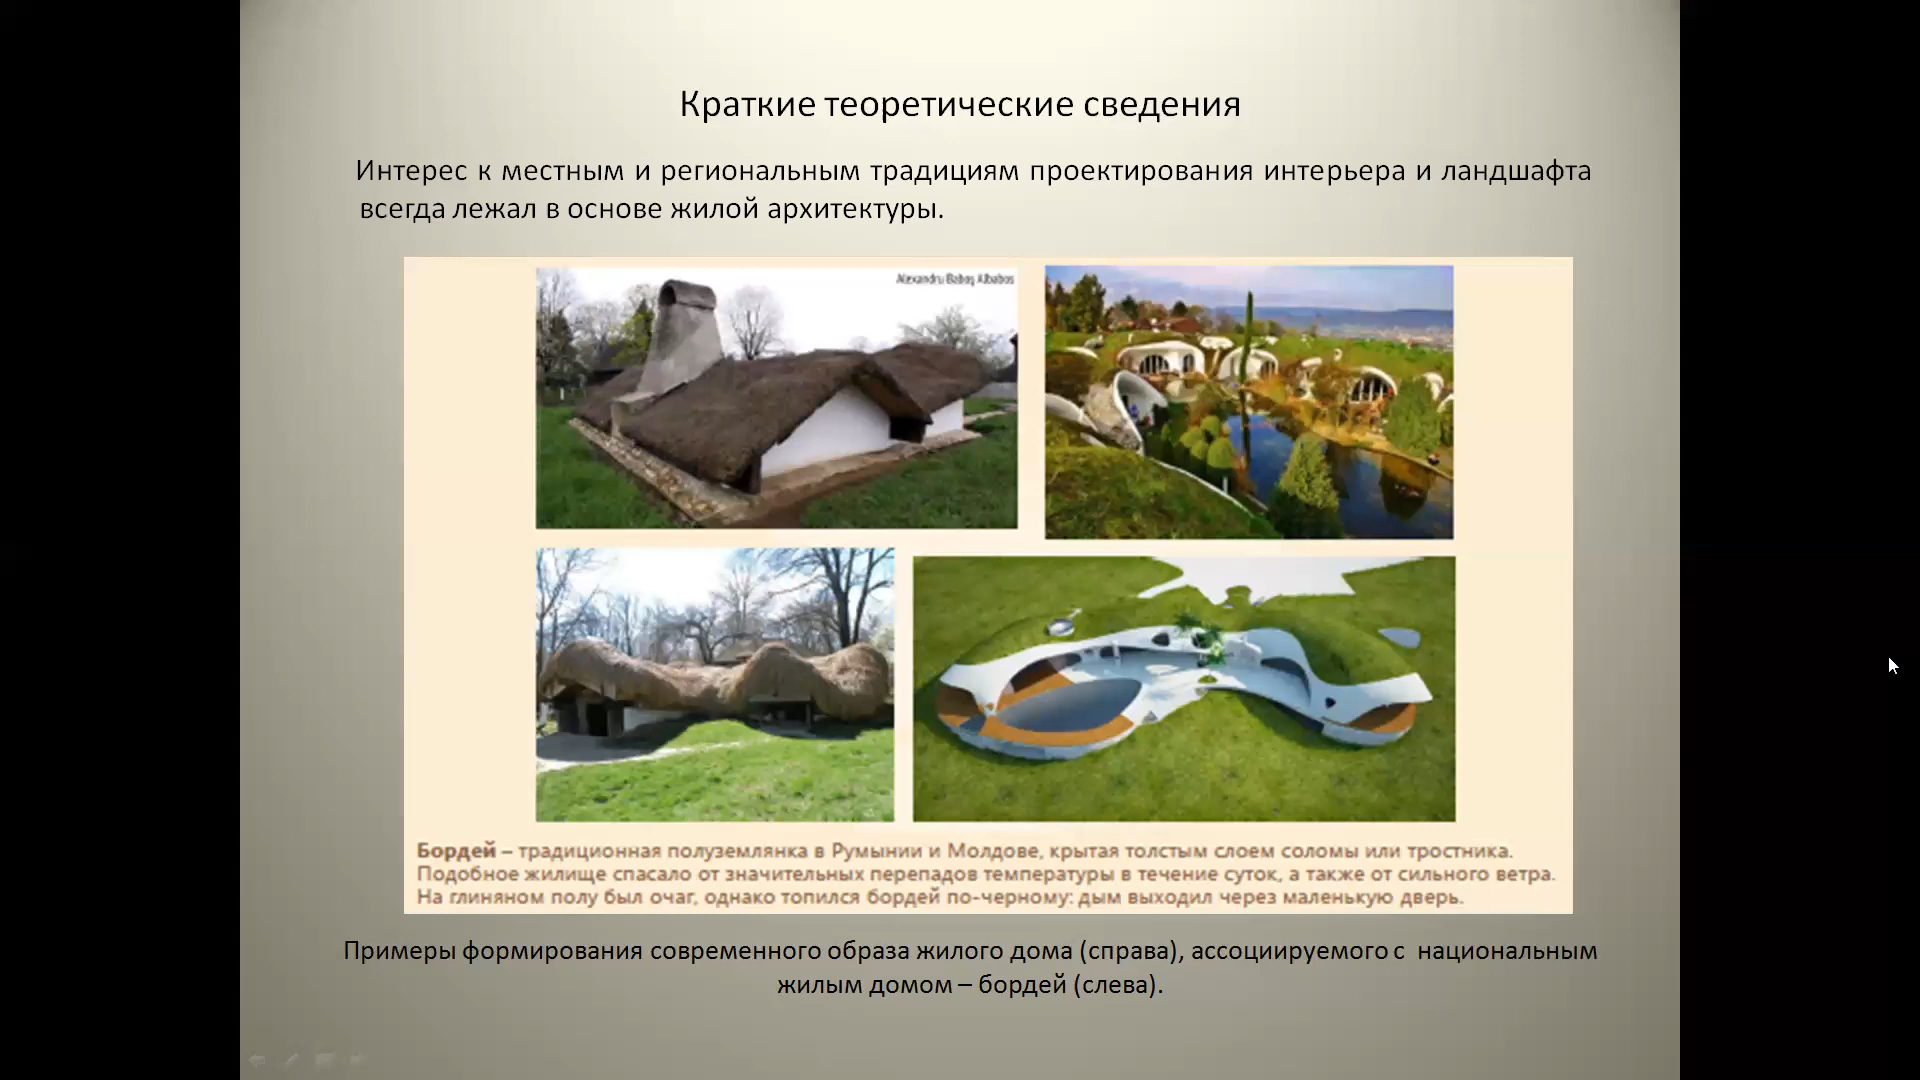 Краткие теоретические сведения
Интерес к местным и региональным традициям проектирования интерьера и ландшафта
всегда лежал в основе жилой архитектуры.
Alexandru Baboş Albabos
Бордей – традиционная полуземлянка в Румынии и Молдове, крытая толстым слоем соломы или тростника.
Подобное жилище спасало от значительных перепадов температуры в течение суток, а также от сильного ветра.
На глиняном полу был очаг, однако топился бордей по-черному: дым выходил через маленькую дверь.
Примеры формирования современного образа жилого дома (справа), ассоциируемого с национальным
жилым домом – бордей (слева).